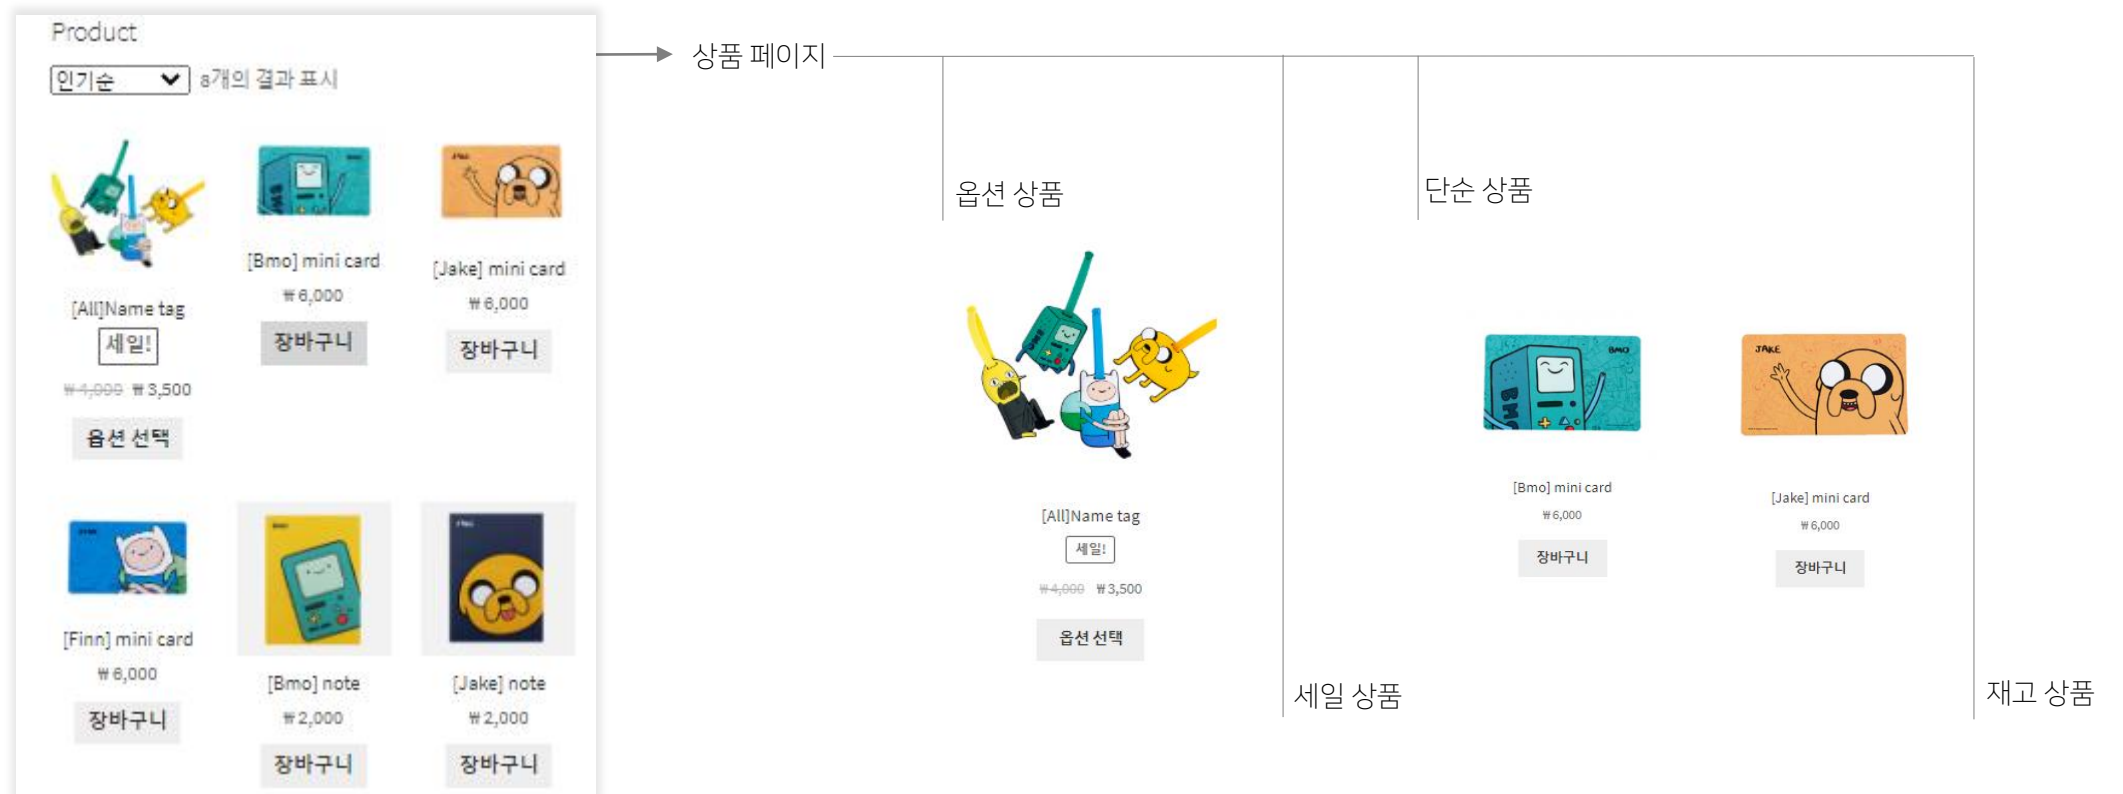 Product
인기순
8개의 결과 표시
[All]Name tag
세일!
₩4,000 ₩3,500
옵션 선택
[Bmo] mini card
₩6,000
장바구니
[Jake] mini card
₩6,000
장바구니
[Finn] mini card
₩6,000
장바구니
[Bmo] note
₩2,000
장바구니
[Jake] note
₩2,000
장바구니
상품 페이지
옵션 상품
[All]Name tag
세일!
₩4,000 ₩3,500
옵션 선택
세일 상품
단순 상품
BMO
[Bmo] mini card
₩6,000
장바구니
JAKE
[Jake] mini card
₩6,000
장바구니
재고 상품